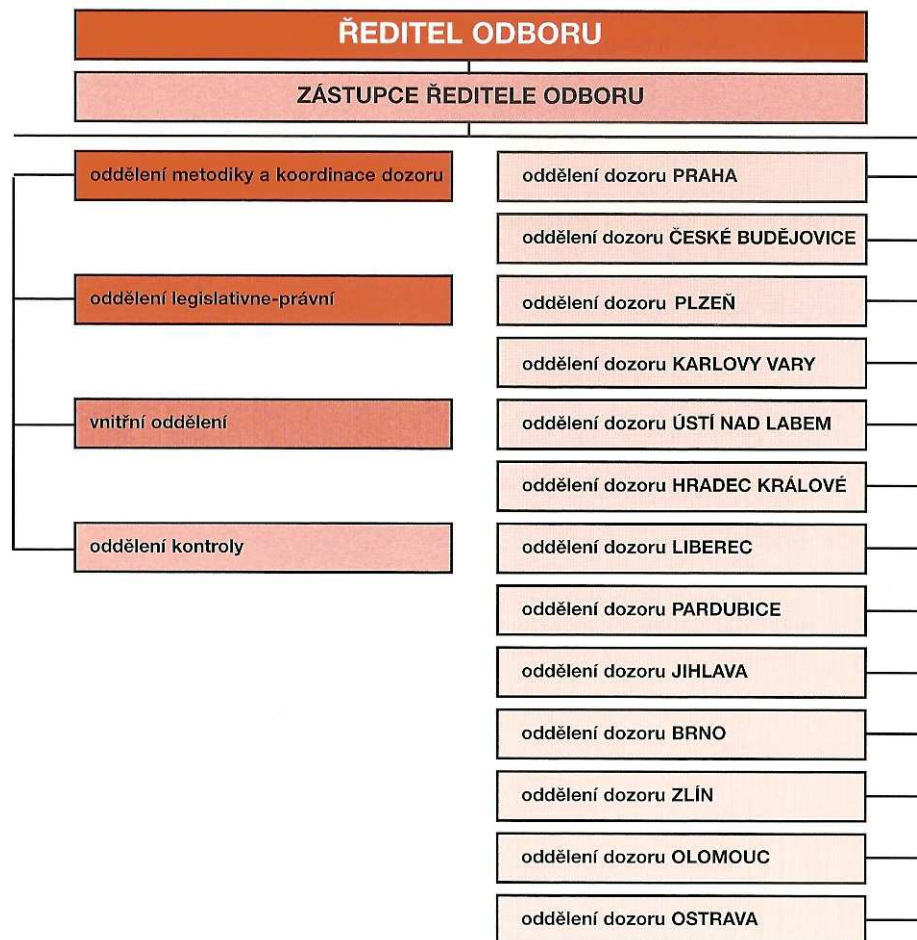 ŘEDITEL ODBORU
ZÁSTUPCE ŘEDITELE ODBORU
oddělení metodiky a koordinace dozoru
oddělení legislativne-právní
vnitřní oddělení
oddělení kontroly
oddělení dozoru PRAHA
oddělení dozoru ČESKÉ BUDĚJOVICE
oddělení dozoru PLZEŇ
oddělení dozoru KARLOVY VARY
oddělení dozoru ÚSTÍ NAD LABEM
oddělení dozoru HRADEC KRÁLOVÉ
oddělení dozoru LIBEREC
oddělení dozoru PARDUBICE
oddělení dozoru JIHLAVA
oddělení dozoru BRNO
oddělení dozoru ZLÍN
oddělení dozoru OLOMOUC
oddělení dozoru OSTRAVA